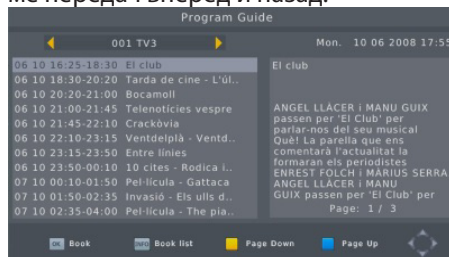 Program Guide
001 TV3
Mon. 10 06 2008 17:55
06 10 16:25-18:30 El club
06 10 18:30-20:20 Tarda de cine - L'úl..
06 10 20:20-21:00 Bocamoll
06 10 21:00-21:45 Telenotícies vespre
06 10 21:45-22:10 Crackòvia
06 10 22:10-23:15 Ventdelplà - Ventd..
06 10 23:15-23:50 Entre línies
06 10 23:50-00:10 10 cites - Rodica i..
07 10 00:10-01:50 Pel·lícula - Gattaca
07 10 01:50-02:35 Invasió - Els ulls d..
07 10 02:35-04:00 Pel·lícula - The pia..
El club
ANGEL LLÀCER i MANU GUIX
passen per 'El Club' per
parlar-nos del seu musical
Què! La parella que ens
comentarà l'actualitat la
formaran els periodistes
ENREST FOLCH i MÀRIUS SERRA
ANGEL LLÀCER i MANU
GUIX passen per 'El Club' per
Page: 1 / 3
OK Book
INFO Book list
Page Down
Page Up